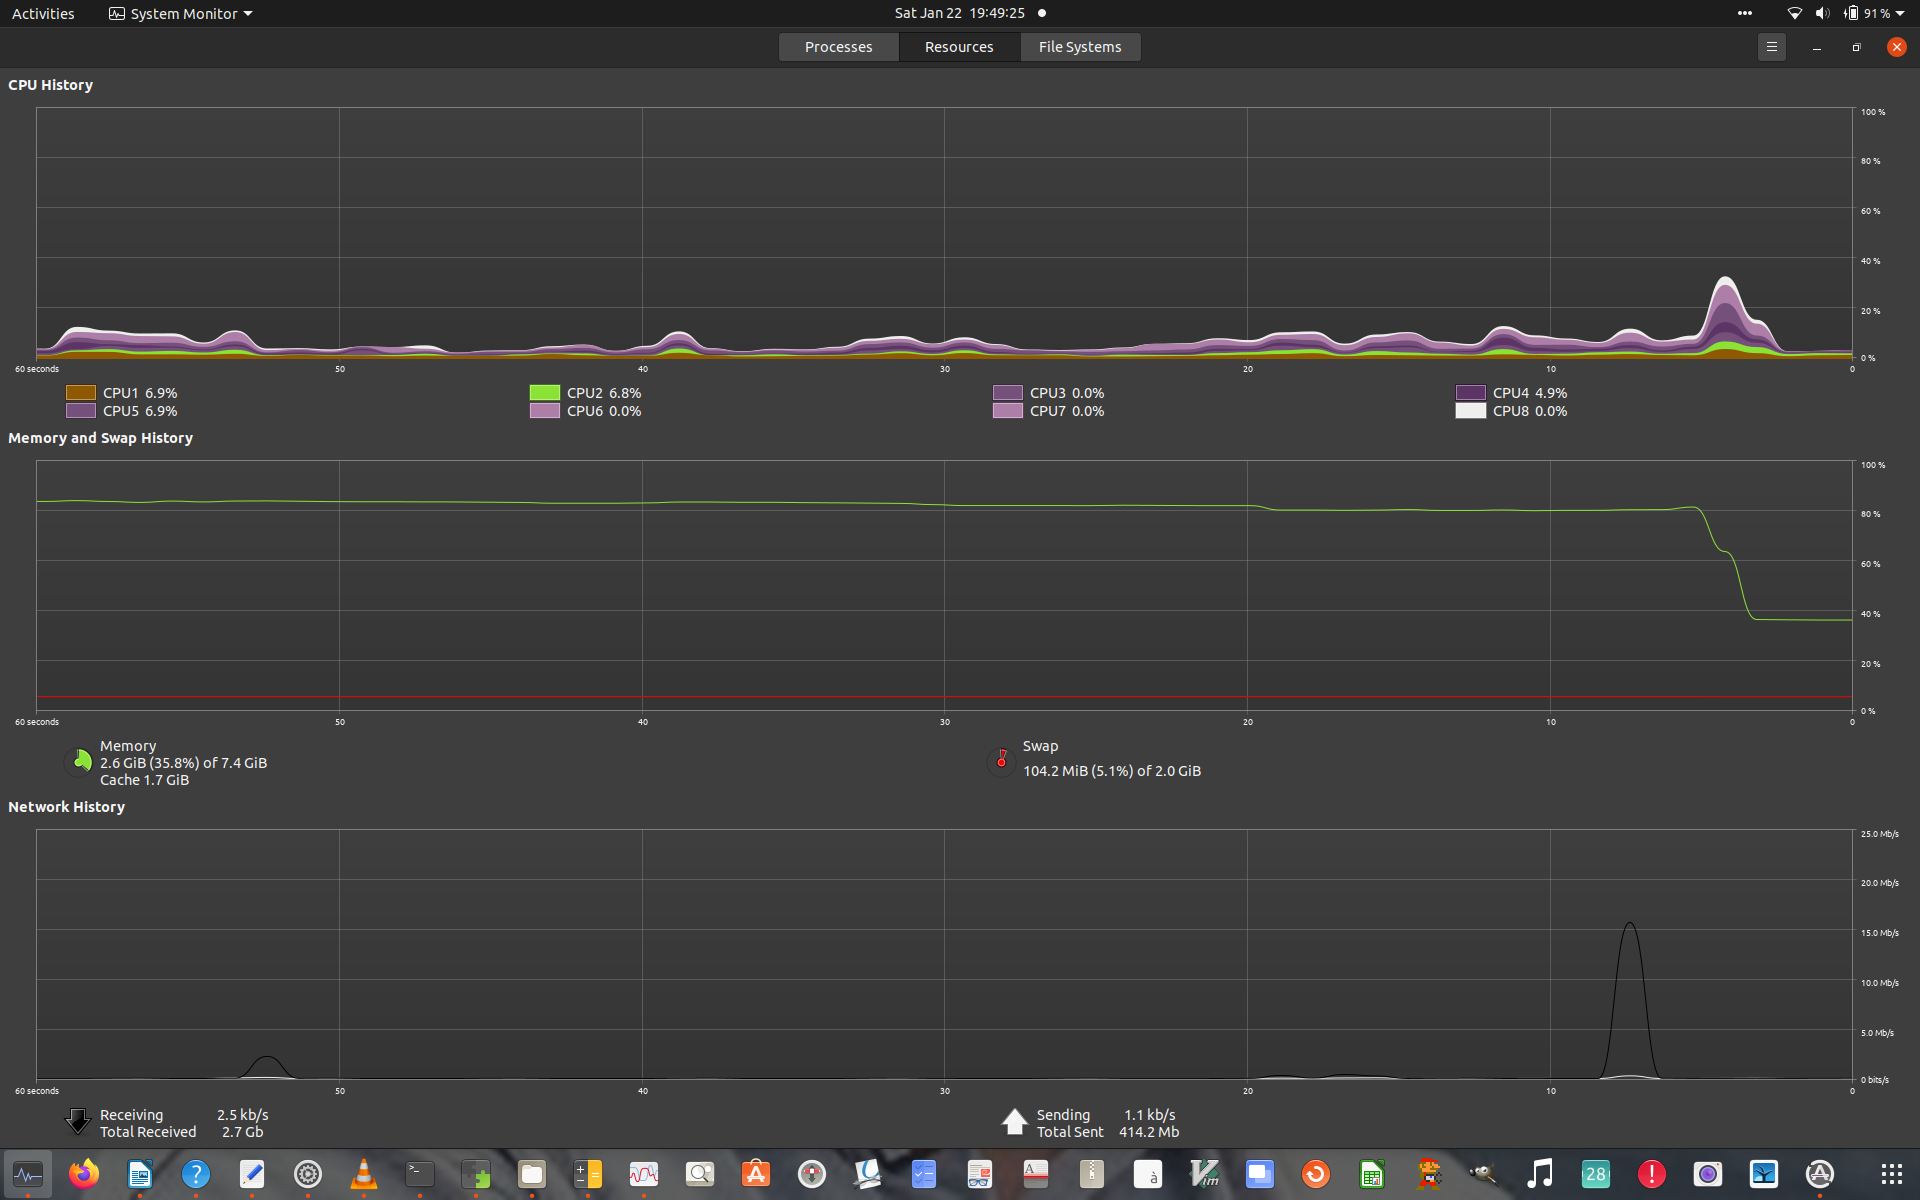 Activities
System Monitor
Sat Jan 22 19:49:25
91 %
Processes
Resources
File Systems
CPU History
100 %
80 %
60 %
40 %
20 %
0 %
60 seconds
50
40
30
20
10
0
CPU1 6.9%
CPU2 6.8%
CPU3 0.0%
CPU4 4.9%
CPU5 6.9%
CPU6 0.0%
CPU7 0.0%
CPU8 0.0%
Memory and Swap History
100 %
80 %
60 %
40 %
20 %
0 %
60 seconds
50
40
30
20
10
0
Memory
2.6 GiB (35.8%) of 7.4 GiB
Cache 1.7 GiB
Swap
104.2 MiB (5.1%) of 2.0 GiB
Network History
25.0 Mb/s
20.0 Mb/s
15.0 Mb/s
10.0 Mb/s
5.0 Mb/s
0 bits/s
60 seconds
50
40
30
20
10
0
Receiving 2.5 kb/s
Total Received 2.7 Gb
Sending 1.1 kb/s
Total Sent 414.2 Mb
?
>_
A
à
Vim
28
!